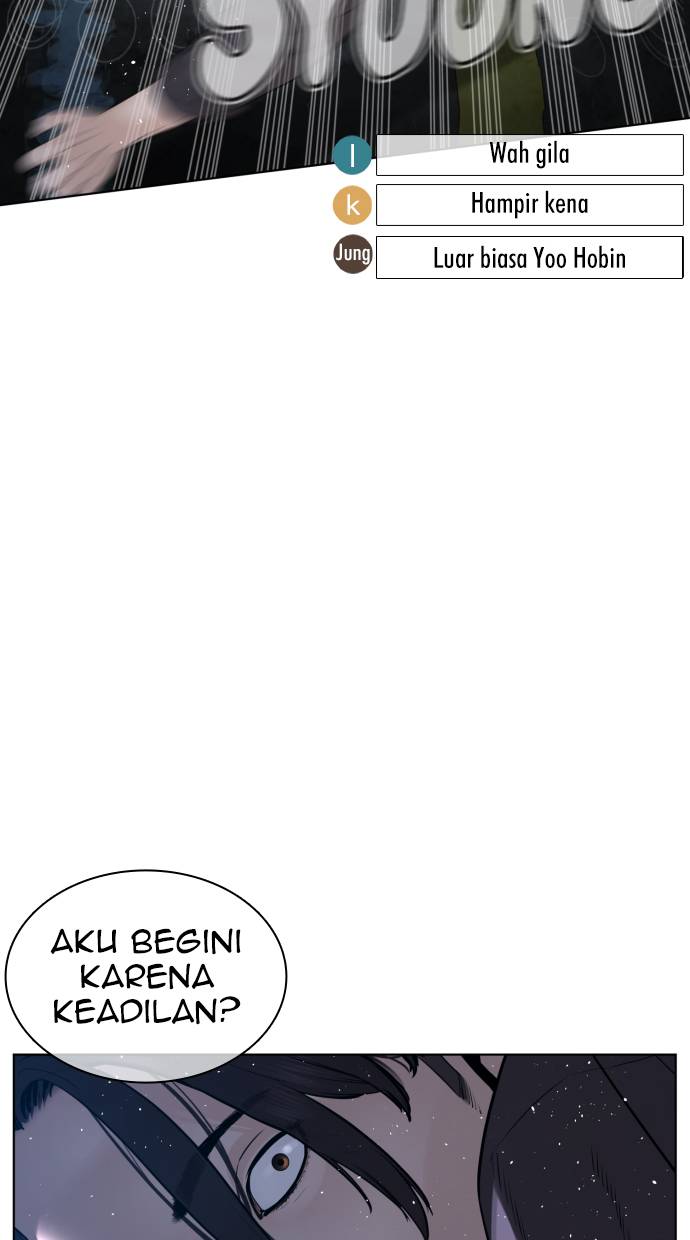 SYUUNG
l Wah gila
k Hampir kena
Jung Luar biasa Yoo Hobin
AKU BEGINI
KARENA
KEADILAN?